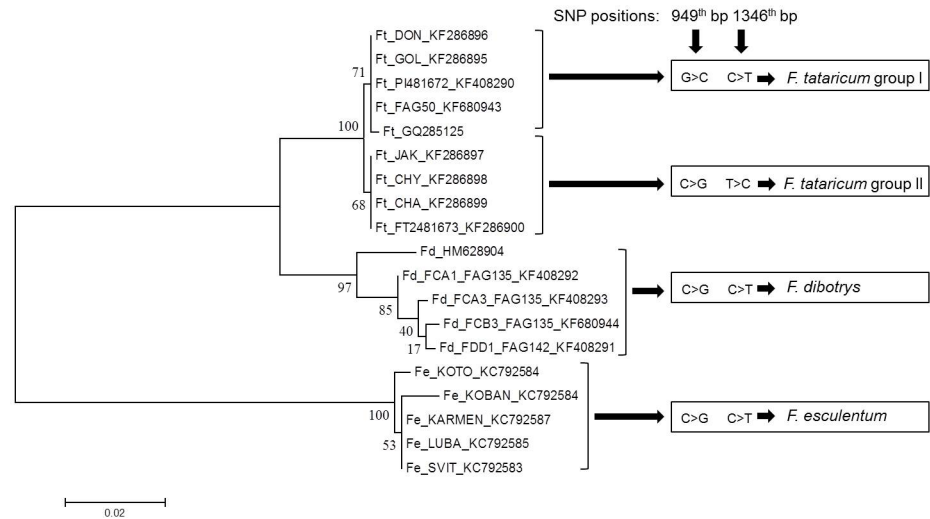 SNP positions: 949th bp 1346th bp
Ft_DON_KF286896
Ft_GOL_KF286895
71
Ft_PI481672_KF408290
G>C C>T F. tataricum group I
Ft_FAG50_KF680943
100
Ft_GQ285125
Ft_JAK_KF286897
Ft_CHY_KF286898
C>G T>C F. tataricum group II
68
Ft_CHA_KF286899
Ft_FT2481673_KF286900
Fd_HM628904
97
Fd_FCA1_FAG135_KF408292
C>G C>T F. dibotrys
85
Fd_FCA3_FAG135_KF408293
40
Fd_FCB3_FAG135_KF680944
17
Fd_FDD1_FAG142_KF408291
Fe_KOTO_KC792584
Fe_KOBAN_KC792584
100
Fe_KARMEN_KC792587
C>G C>T F. esculentum
53
Fe_LUBA_KC792585
Fe_SVIT_KC792583
0.02